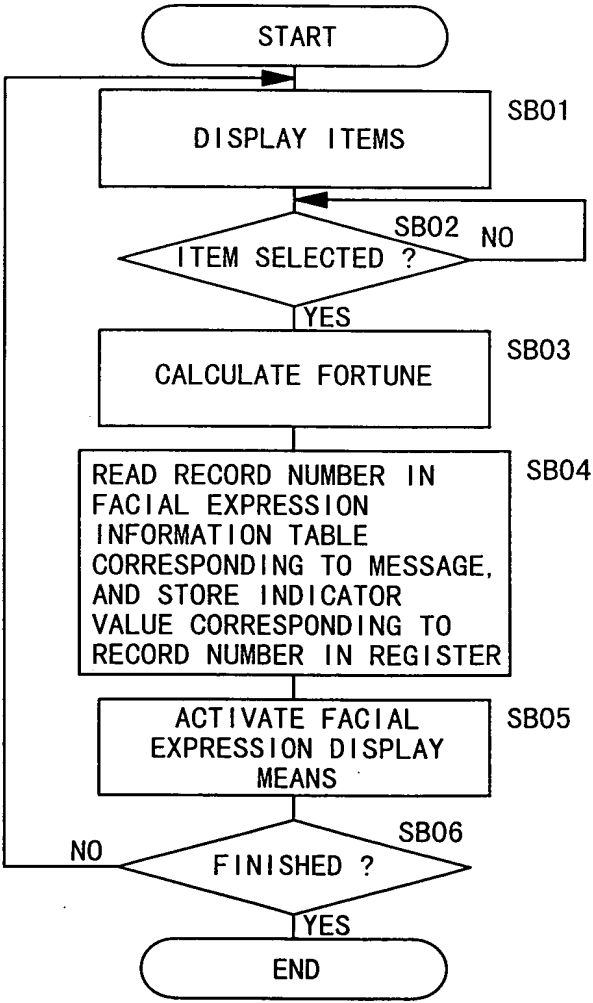 START
DISPLAY ITEMS
SB01
SB02
ITEM SELECTED ?
NO
YES
CALCULATE FORTUNE
SB03
READ RECORD NUMBER IN
FACIAL EXPRESSION
INFORMATION TABLE
CORRESPONDING TO MESSAGE,
AND STORE INDICATOR
VALUE CORRESPONDING TO
RECORD NUMBER IN REGISTER
SB04
ACTIVATE FACIAL
EXPRESSION DISPLAY
MEANS
SB05
SB06
NO
FINISHED ?
YES
END